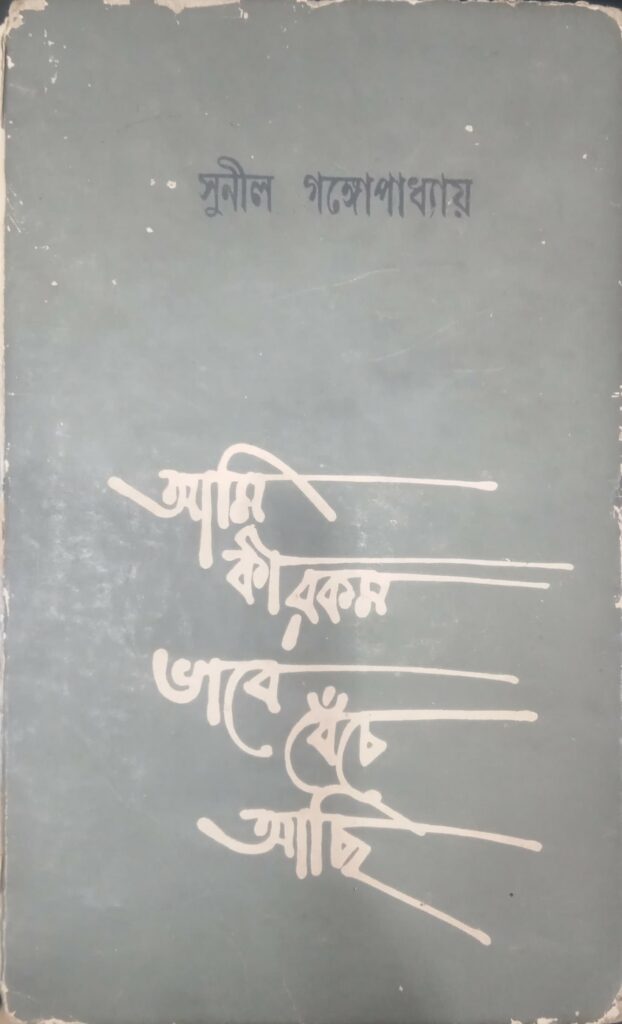 সুনীল গঙ্গোপাধ্যায়
আমি
কীরকম
ভাবে
বেঁচে
আছি